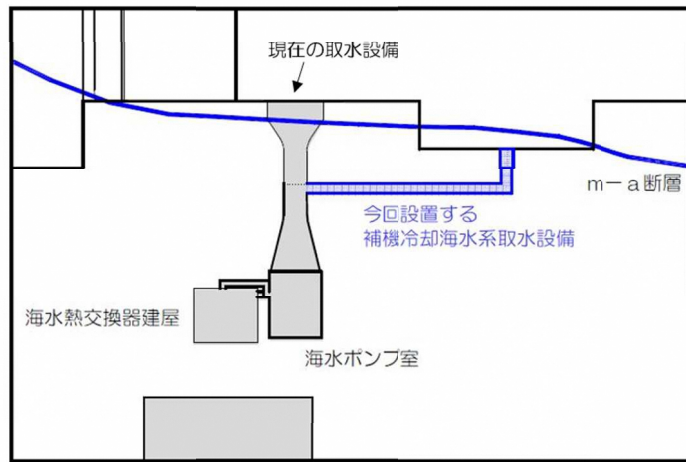 現在の取水設備
m－a断層
今回設置する
補機冷却海水系取水設備
海水熱交換器建屋
海水ポンプ室